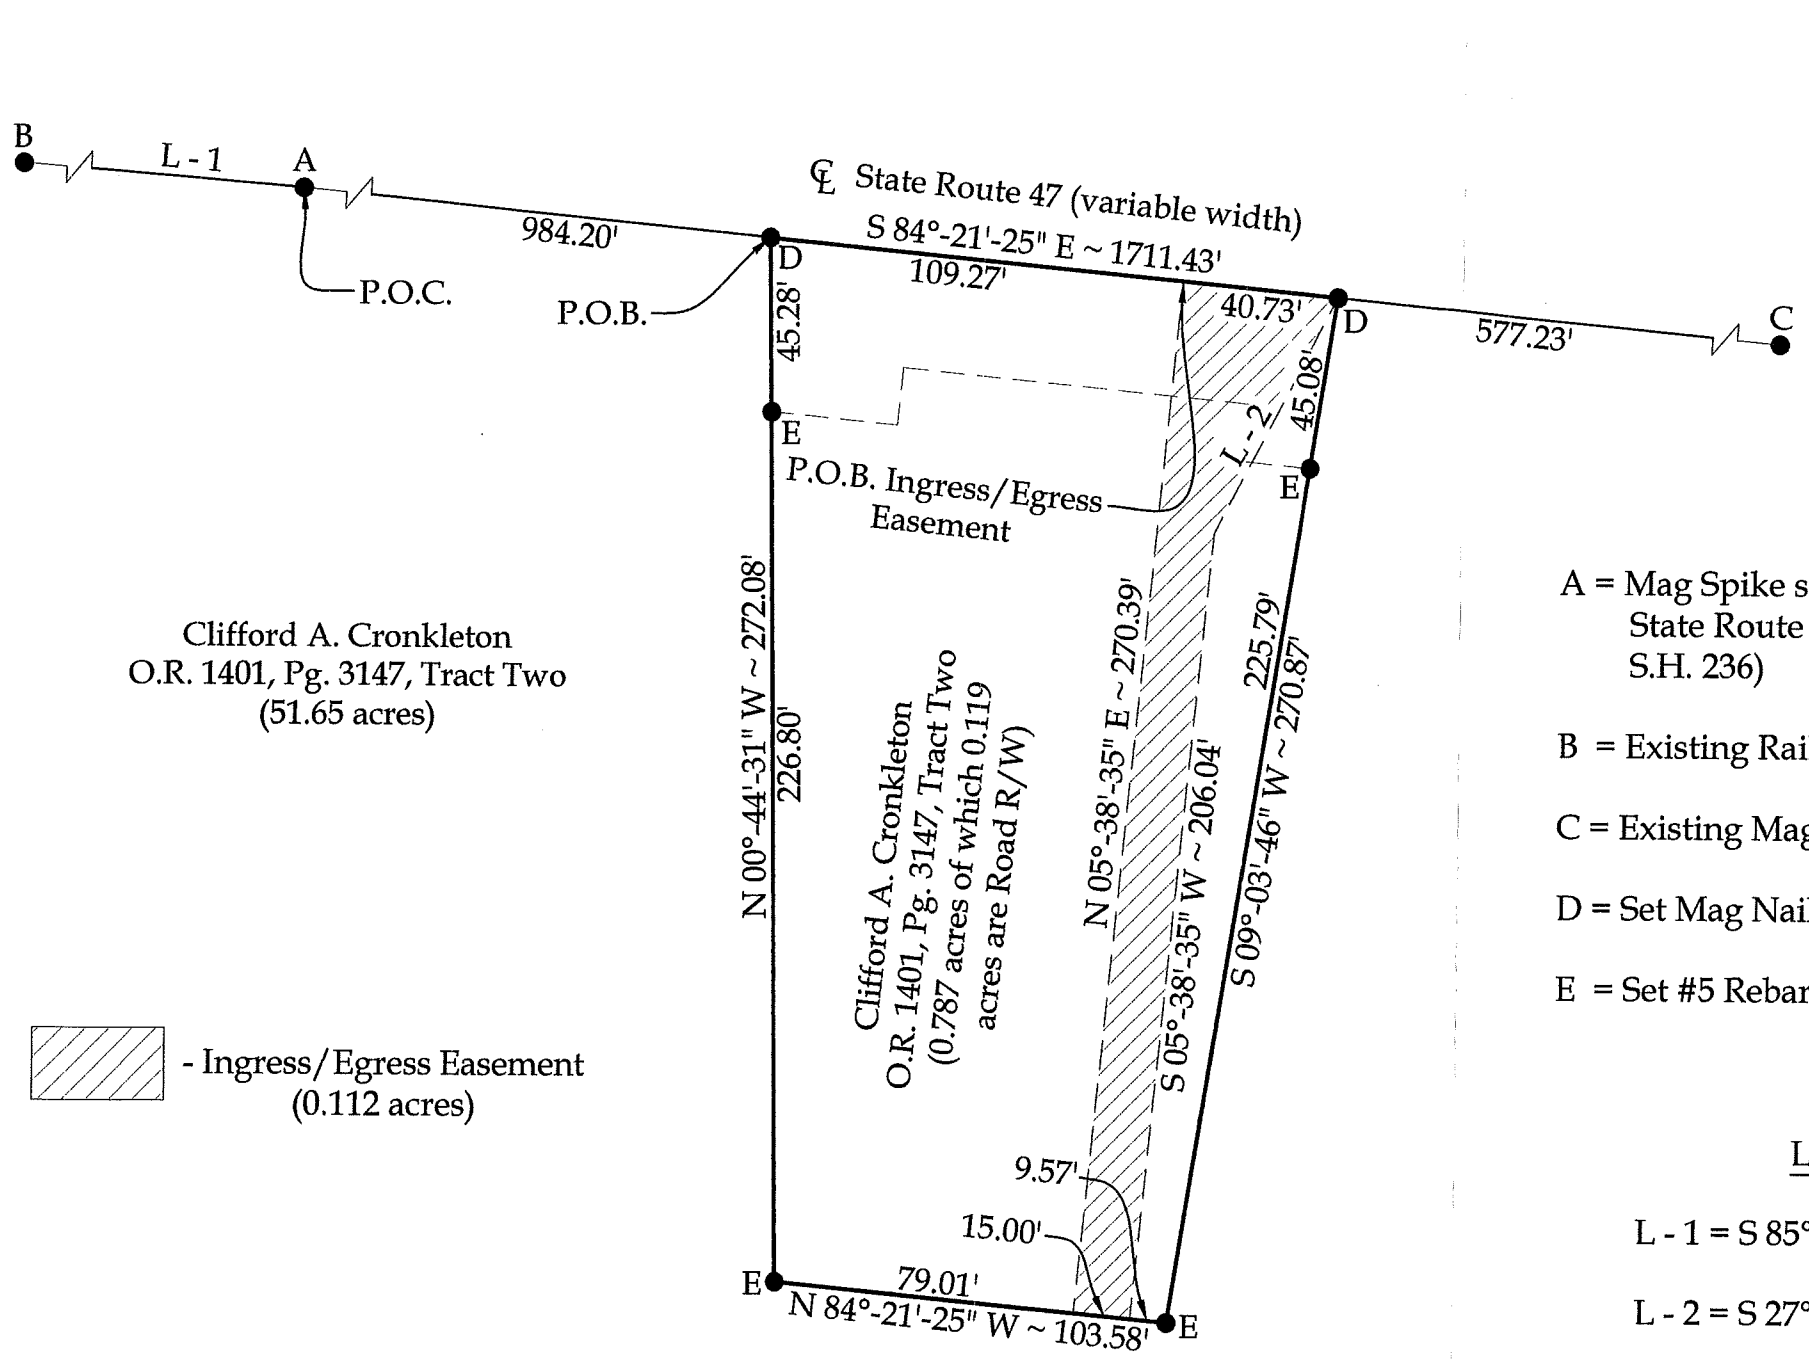 B
L - 1
A
℄ State Route 47 (variable width)
S 84°-21'-25" E ~ 1711.43'
984.20'
D
109.27'
40.73'
D
577.23'
C
P.O.C.
P.O.B.
45.28'
45.08'
E
L - 2
E
P.O.B. Ingress/Egress
Easement
N 00°-44'-31" W ~ 272.08'
226.80'
Clifford A. Cronkleton
O.R. 1401, Pg. 3147, Tract Two
(51.65 acres)
Clifford A. Cronkleton
O.R. 1401, Pg. 3147, Tract Two
(0.787 acres of which 0.119
acres are Road R/W)
N 05°-38'-35" E ~ 270.39'
S 05°-38'-35" W ~ 206.04'
225.79'
S 09°-03'-46" W ~ 270.87'
A = Mag Spike s
State Route
S.H. 236)
B = Existing Rai
C = Existing Mag
D = Set Mag Nail
E = Set #5 Rebar
- Ingress/Egress Easement
(0.112 acres)
9.57'
15.00'
E
79.01'
N 84°-21'-25" W ~ 103.58'
E
L
L - 1 = S 85°
L - 2 = S 27°